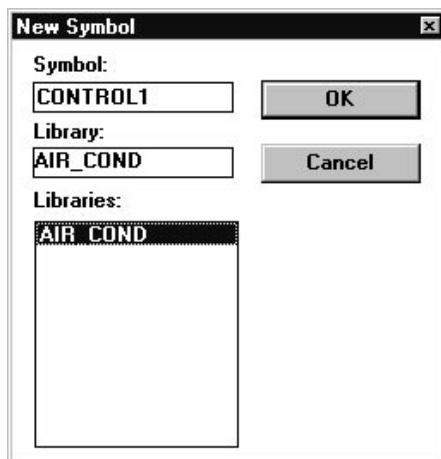 New Symbol
Symbol:
CONTROL1
OK
Library:
AIR_COND
Cancel
Libraries:
AIR_COND